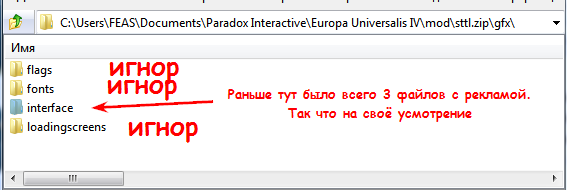 C:\Users\FEAS\Documents\Paradox Interactive\Europa Universalis IV\mod\sttl.zip\gfx\
Имя
flags игнор
fonts игнор
interface Раньше тут было всего 3 файлов с рекламой.
Так что на своё усмотрение
loadingscreens игнор